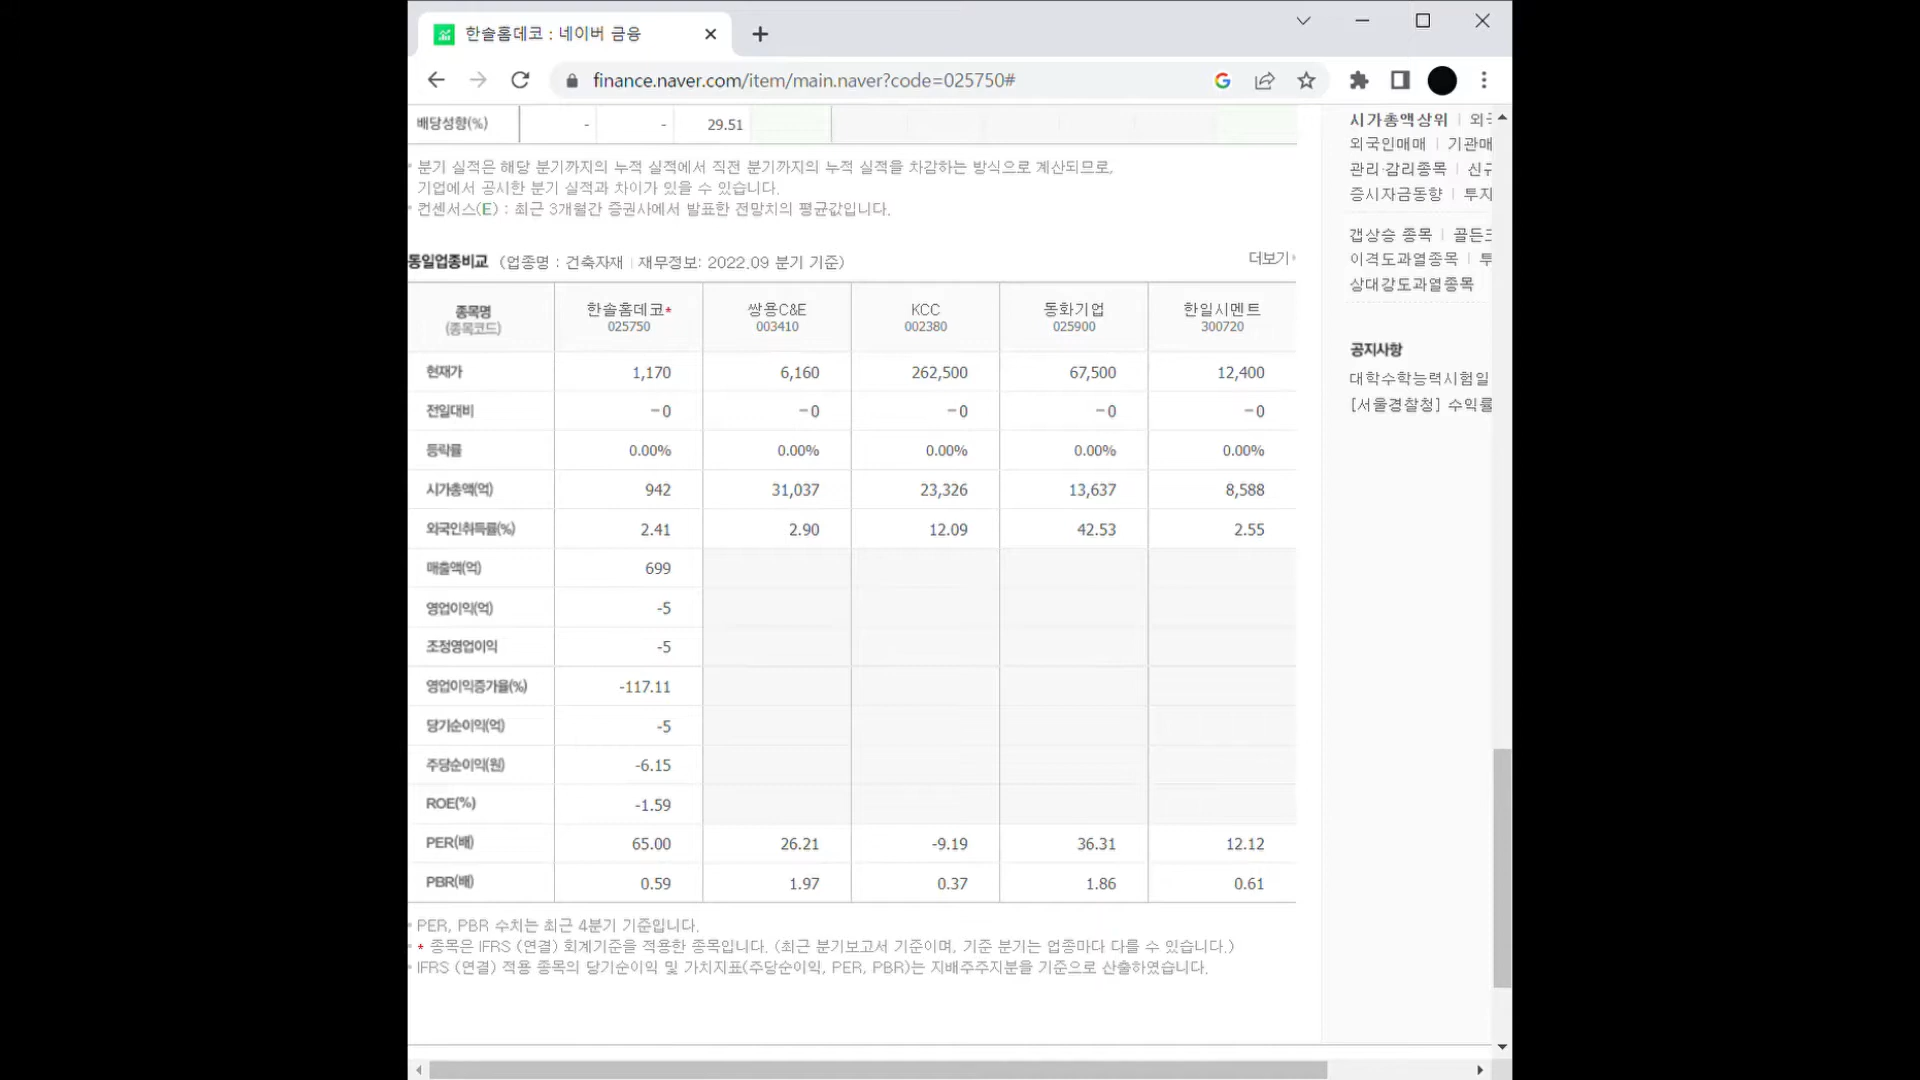 한솔홈데코 : 네이버 금융
finance.naver.com/item/main.naver?code=025750#
배당성향(%) - - 29.51
분기 실적은 해당 분기까지의 누적 실적에서 직전 분기까지의 누적 실적을 차감하는 방식으로 계산되므로,
기업에서 공시한 분기 실적과 차이가 있을 수 있습니다.
컨센서스(E) : 최근 3개월간 증권사에서 발표한 전망치의 평균값입니다.
동일업종비교 (업종명 : 건축자재 | 재무정보: 2022.09 분기 기준) 더보기
종목명 한솔홈데코* 쌍용C&E KCC 동화기업 한일시멘트
(종목코드) 025750 003410 002380 025900 300720
현재가 1,170 6,160 262,500 67,500 12,400
전일대비 -0 -0 -0 -0 -0
등락률 0.00% 0.00% 0.00% 0.00% 0.00%
시가총액(억) 942 31,037 23,326 13,637 8,588
외국인취득률(%) 2.41 2.90 12.09 42.53 2.55
매출액(억) 699
영업이익(억) -5
조정영업이익 -5
영업이익증가율(%) -117.11
당기순이익(억) -5
주당순이익(원) -6.15
ROE(%) -1.59
PER(배) 65.00 26.21 -9.19 36.31 12.12
PBR(배) 0.59 1.97 0.37 1.86 0.61
PER, PBR 수치는 최근 4분기 기준입니다.
* 종목은 IFRS (연결) 회계기준을 적용한 종목입니다. (최근 분기보고서 기준이며, 기준 분기는 업종마다 다를 수 있습니다.)
IFRS (연결) 적용 종목의 당기순이익 및 가치지표(주당순이익, PER, PBR)는 지배주주지분을 기준으로 산출하였습니다.
시가총액상위 | 외
외국인매매 | 기관매
관리·감리종목 | 신규
증시자금동향 | 투자
갭상승 종목 | 골든
이격도과열종목 | 투
상대강도과열종목
공지사항
대학수학능력시험일
[서울경찰청] 수익률